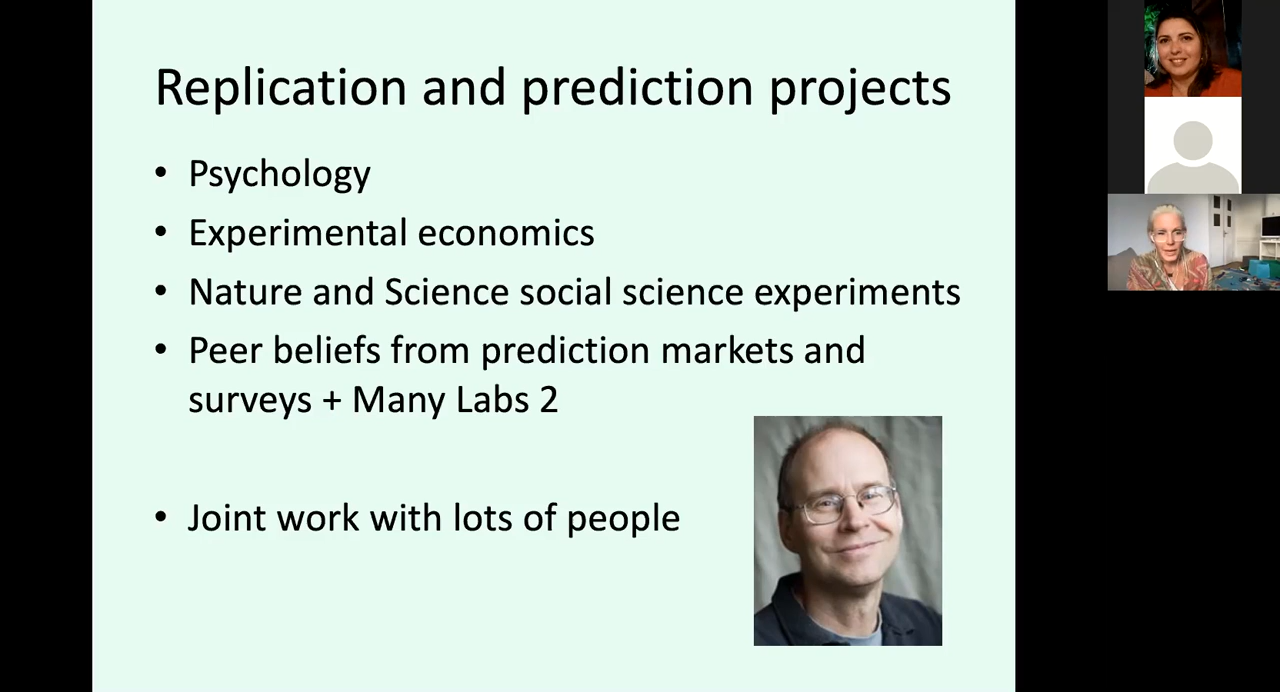 Replication and prediction projects
• Psychology
• Experimental economics
• Nature and Science social science experiments
• Peer beliefs from prediction markets and
surveys + Many Labs 2
• Joint work with lots of people